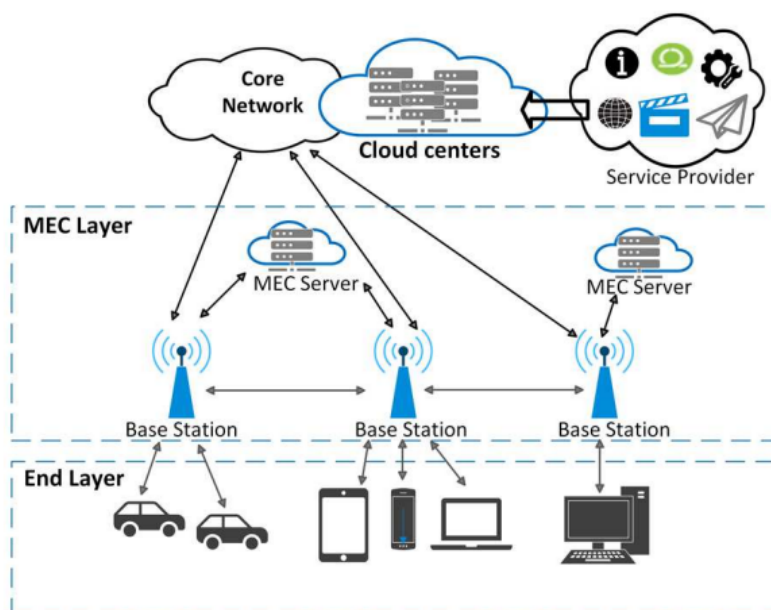 Core
Network
Cloud centers
Service Provider
MEC Layer
MEC Server
MEC Server
Base Station
Base Station
Base Station
End Layer